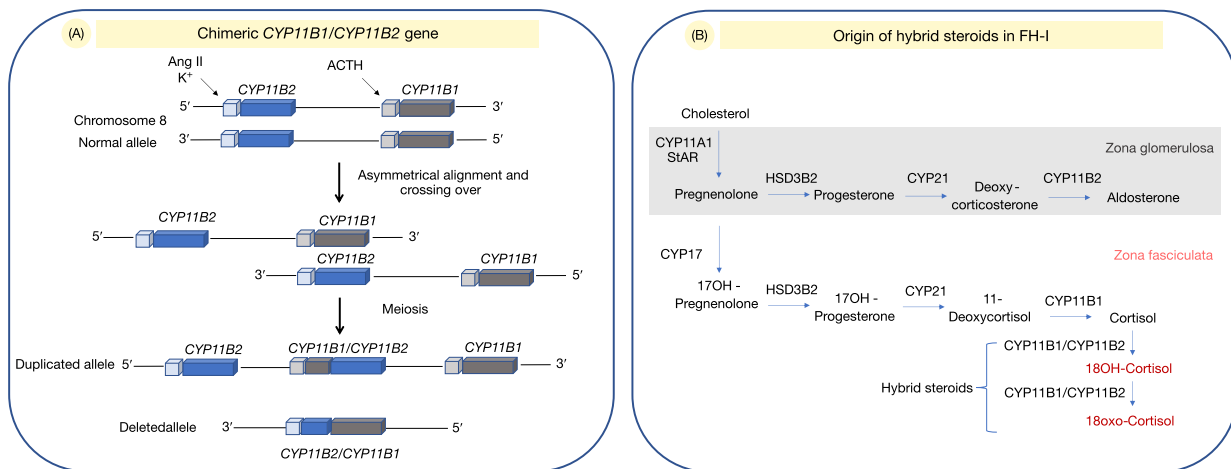 (A)
Chimeric CYP11B1/CYP11B2 gene
Ang II
K+
ACTH
CYP11B2
CYP11B1
5′
3′
Chromosome 8
Normal allele
3′
5′
Asymmetrical alignment and
crossing over
CYP11B2
CYP11B1
5′
3′
CYP11B2
CYP11B1
3′
5′
Meiosis
CYP11B2
CYP11B1/CYP11B2
CYP11B1
Duplicated allele
5′
3′
Deletedallele
3′
5′
CYP11B2/CYP11B1
(B)
Origin of hybrid steroids in FH-I
Cholesterol
CYP11A1
StAR
Zona glomerulosa
Pregnenolone
HSD3B2
Progesterone
CYP21
Deoxy-
corticosterone
CYP11B2
Aldosterone
CYP17
Zona fasciculata
17OH -
Pregnenolone
HSD3B2
17OH -
Progesterone
CYP21
11-
Deoxycortisol
CYP11B1
Cortisol
CYP11B1/CYP11B2
18OH-Cortisol
Hybrid steroids
CYP11B1/CYP11B2
18oxo-Cortisol